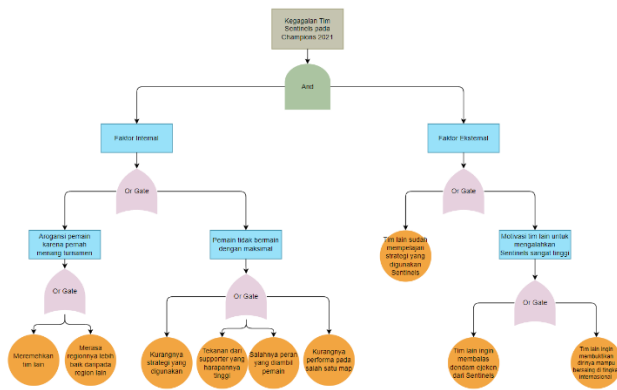 Kegagalan Tim
Sentinels pada
Champions 2021
And
Faktor Internal
Faktor Eksternal
Or Gate
Or Gate
Arogansi pemain
karena pernah
menang turnamen
Pemain tidak bermain
dengan maksimal
Tim lain sudah
mempelajari
strategi yang
digunakan
Sentinels
Motivasi tim lain untuk
mengalahkan
Sentinels sangat tinggi
Or Gate
Or Gate
Or Gate
Meremehkan
tim lain
Merasa
regionnya lebih
baik daripada
region lain
Kurangnya
strategi yang
digunakan
Tekanan dari
supporter yang
harapannya
tinggi
Salahnya peran
yang diambil
pemain
Kurangnya
performa pada
salah satu map
Tim lain ingin
membalas
dendam ejekan
dari Sentinels
Tim lain ingin
membuktikan
dirinya mampu
bersaing di tingkat
internasional